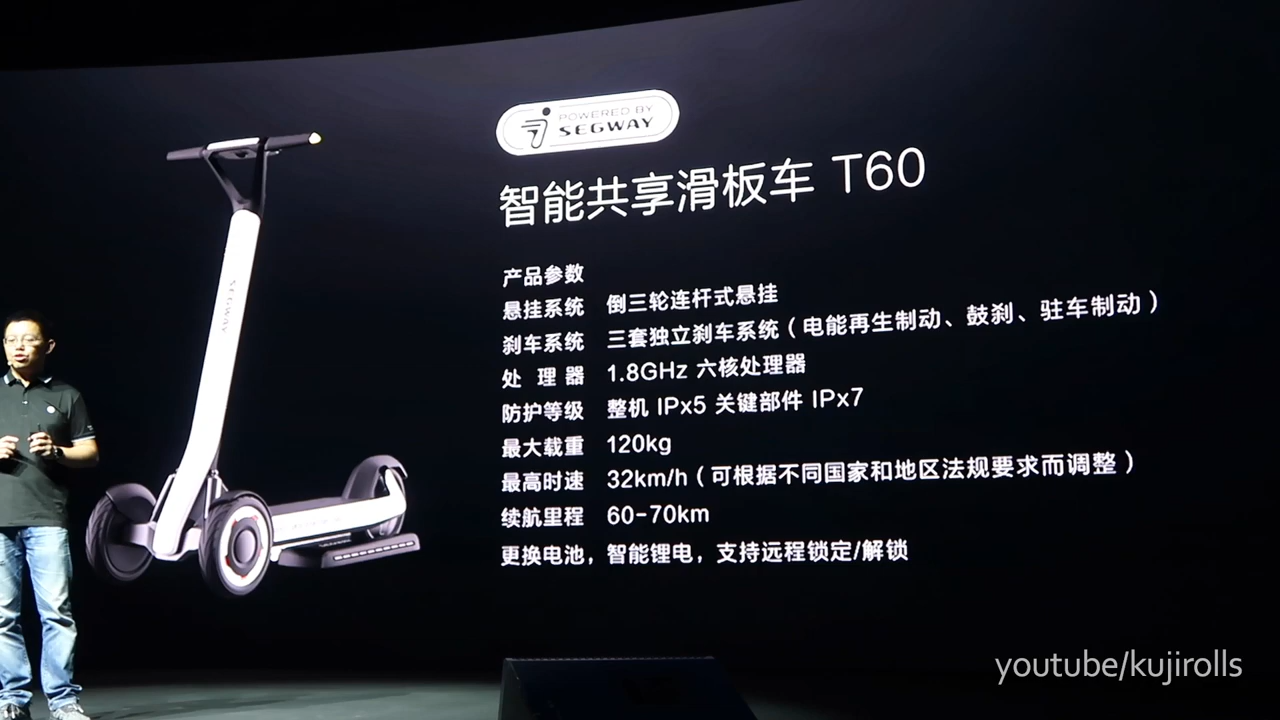 POWERED BY
SEGWAY
智能共享滑板车 T60
产品参数
悬挂系统 倒三轮连杆式悬挂
刹车系统 三套独立刹车系统（电能再生制动、鼓刹、驻车制动）
处 理 器 1.8GHz 六核处理器
防护等级 整机 IPx5 关键部件 IPx7
最大载重 120kg
最高时速 32km/h（可根据不同国家和地区法规要求而调整）
续航里程 60-70km
更换电池，智能锂电，支持远程锁定/解锁
SEGWAY
youtube/kujirolls